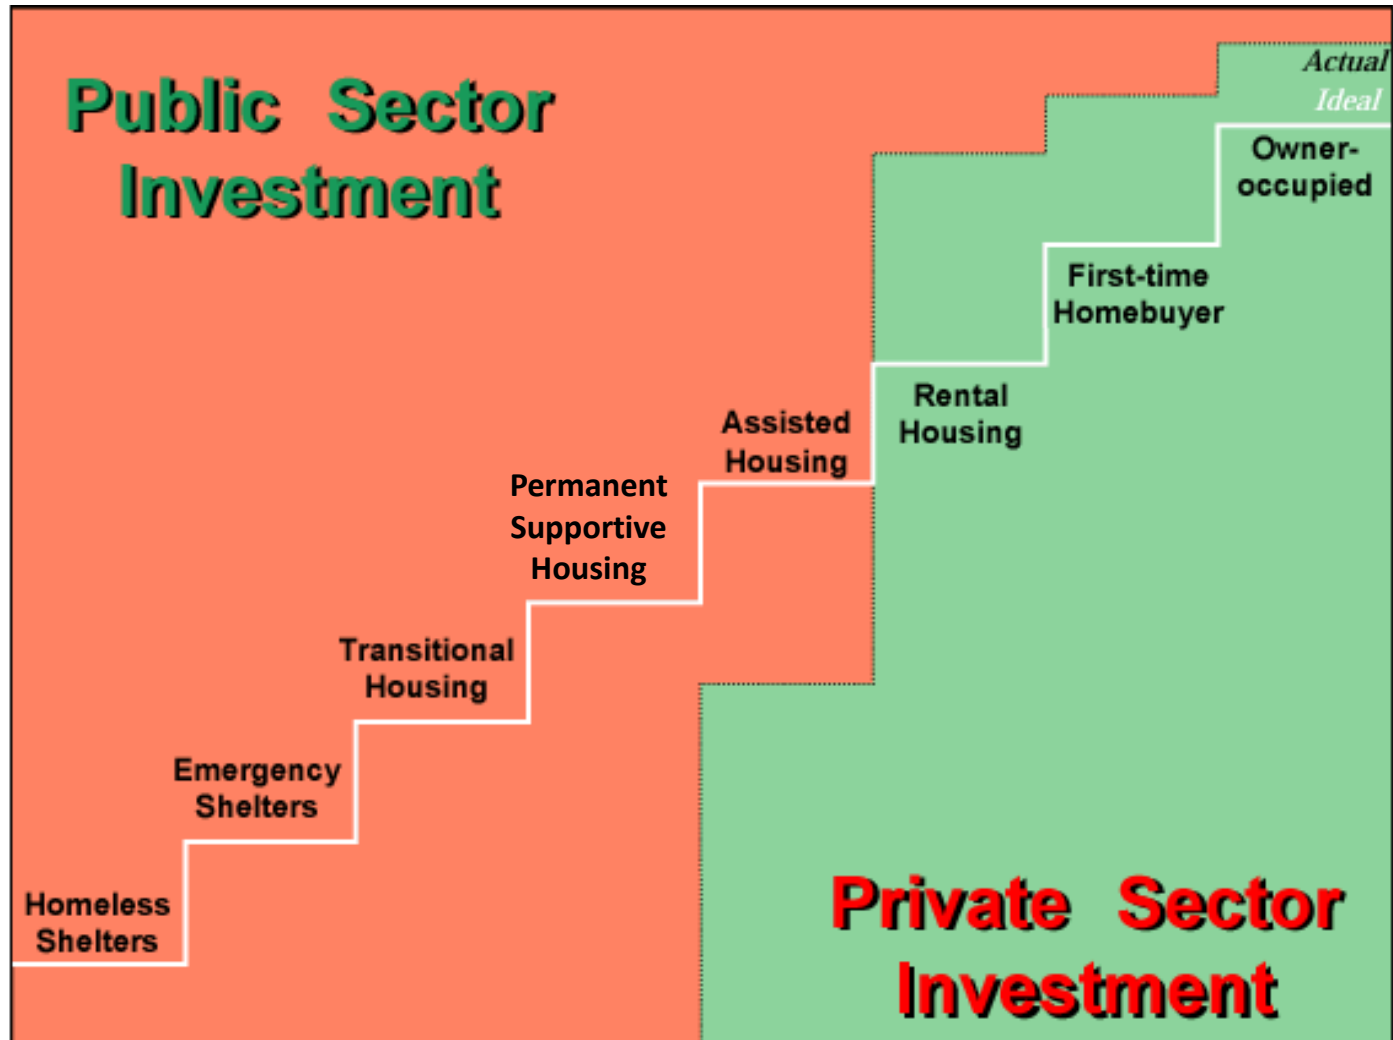 Public Sector
Investment
Actual
Ideal
Owner-
occupied
First-time
Homebuyer
Rental
Housing
Assisted
Housing
Permanent
Supportive
Housing
Transitional
Housing
Emergency
Shelters
Homeless
Shelters
Private Sector
Investment